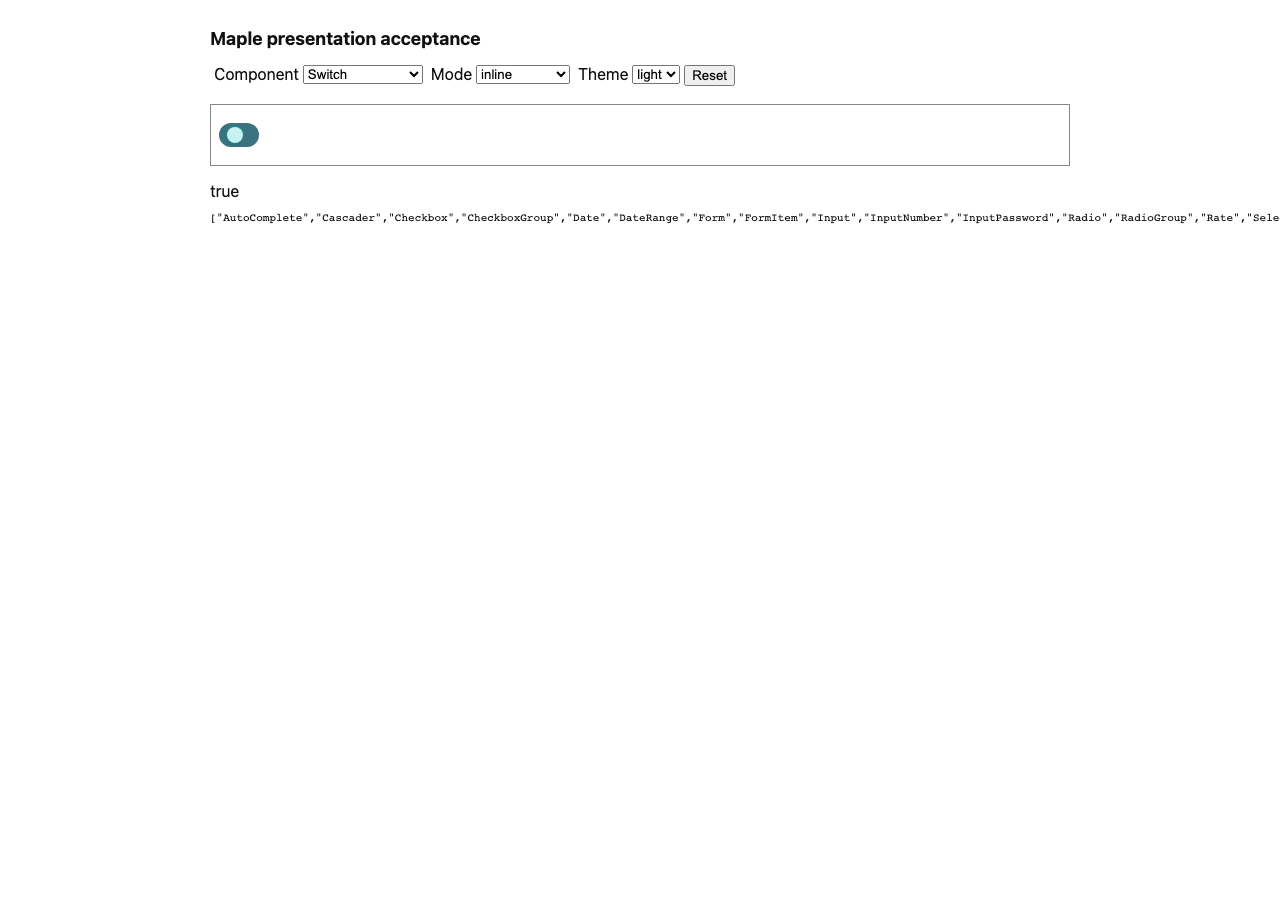 Maple presentation acceptance
Component Switch Mode inline Theme light Reset
true
["AutoComplete","Cascader","Checkbox","CheckboxGroup","Date","DateRange","Form","FormItem","Input","InputNumber","InputPassword","Radio","RadioGroup","Rate","Sele